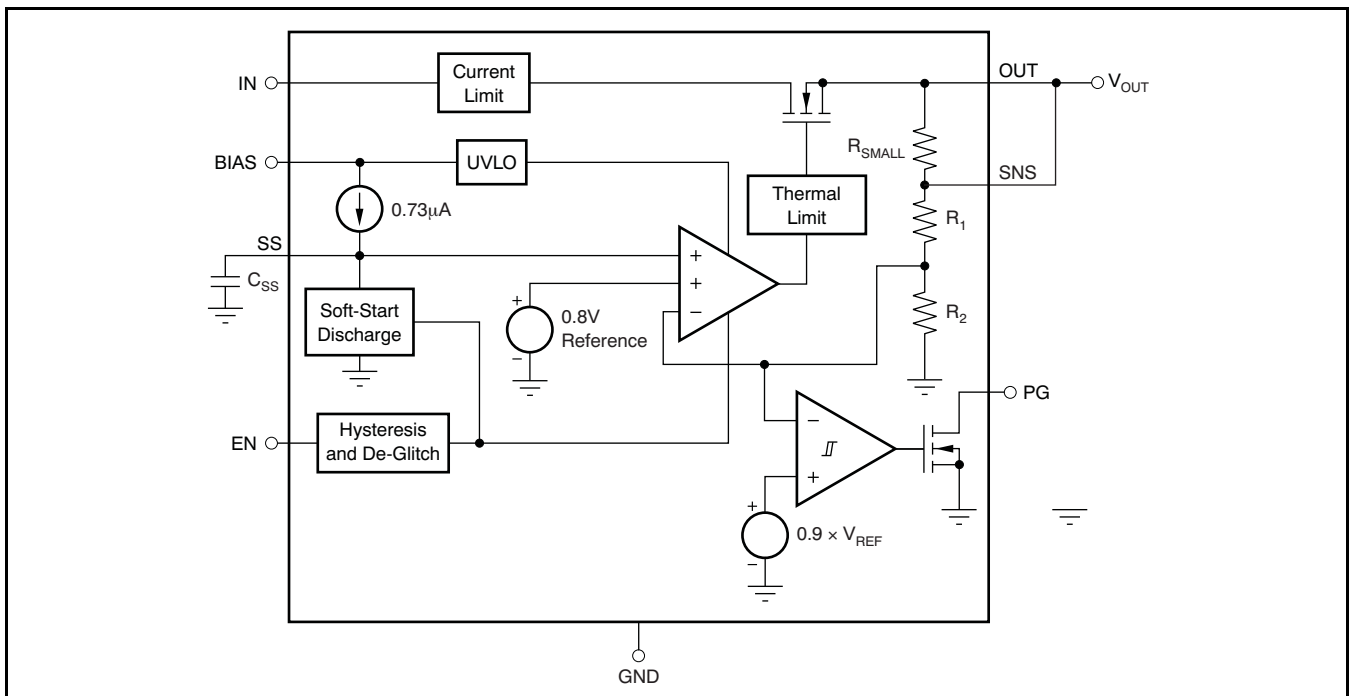 IN
Current
Limit
OUT
V_OUT
BIAS
UVLO
R_SMALL
SNS
0.73μA
Thermal
Limit
R_1
SS
C_SS
+
+
−
Soft-Start
Discharge
+
0.8V
Reference
−
R_2
PG
EN
Hysteresis
and De-Glitch
−
+
+
0.9 × V_REF
−
GND